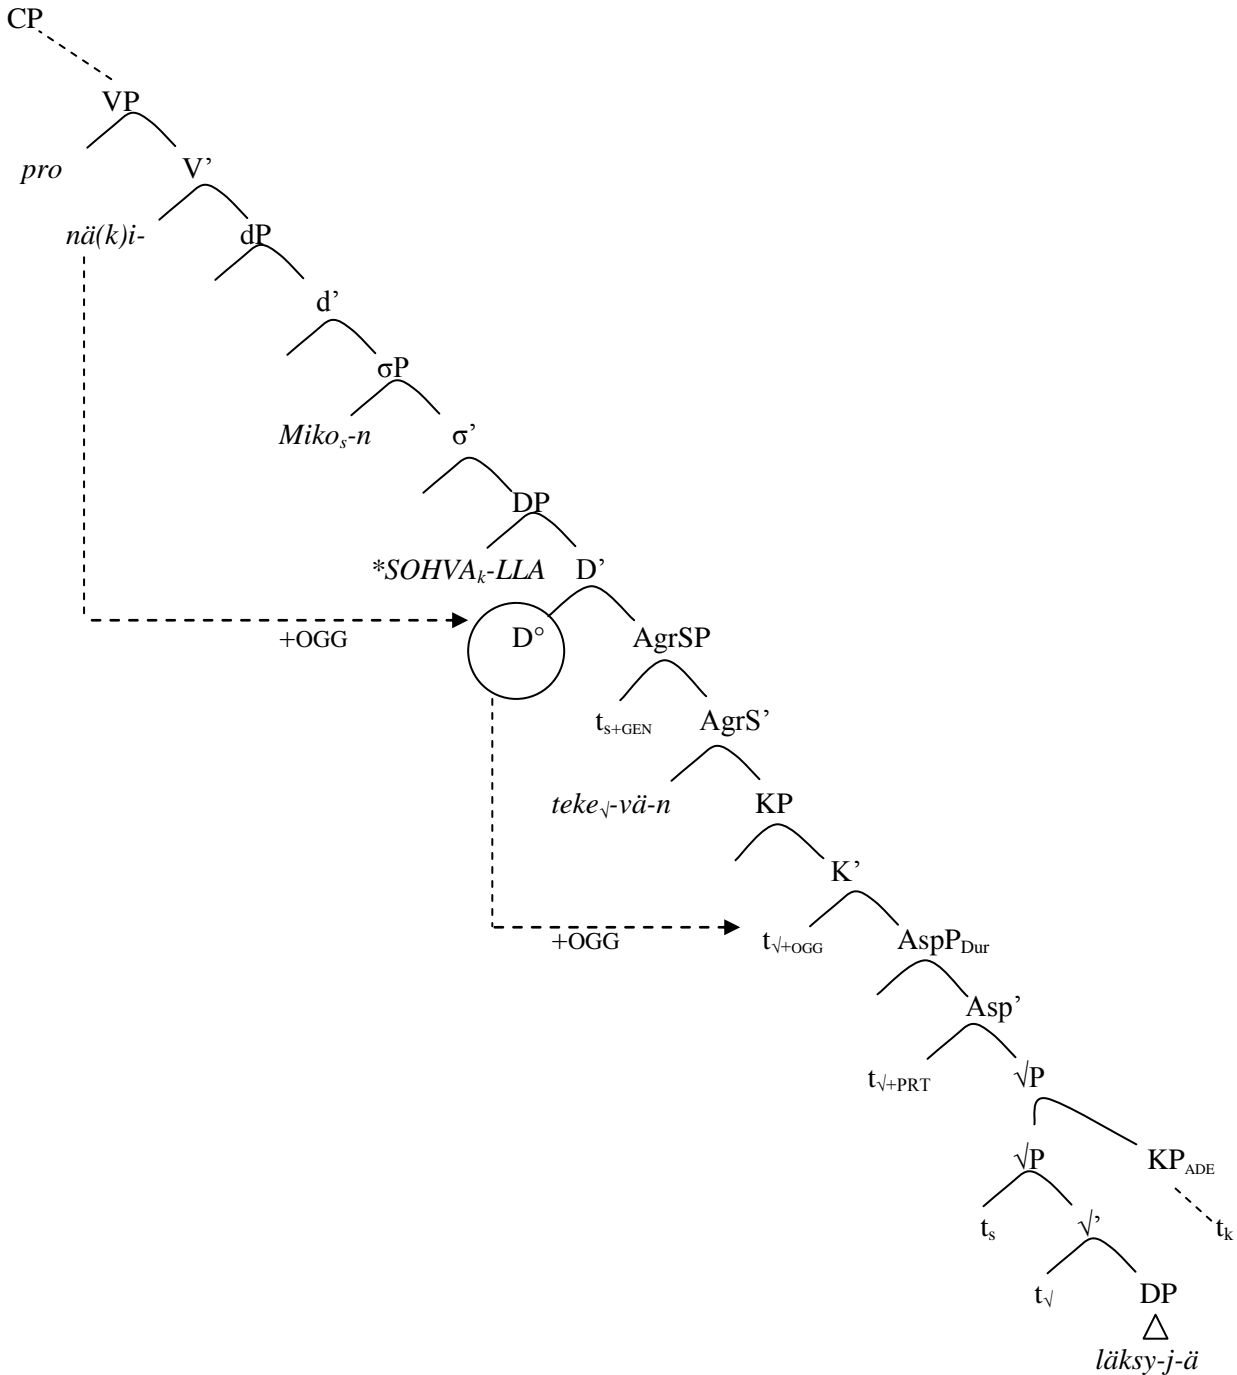 CP
VP
pro
V’
nä(k)i-
dP
d’
σP
Mikoₛ-n
σ’
DP
*SOHVAₖ-LLA
D’
+OGG
D°
AgrSP
tₛ₊GEN
AgrS’
teke√-vä-n
KP
K’
+OGG
t√+OGG
AspPDur
Asp’
t√+PRT
√P
√P
KPADE
tₛ
√’
tₖ
t√
DP
läksy-j-ä